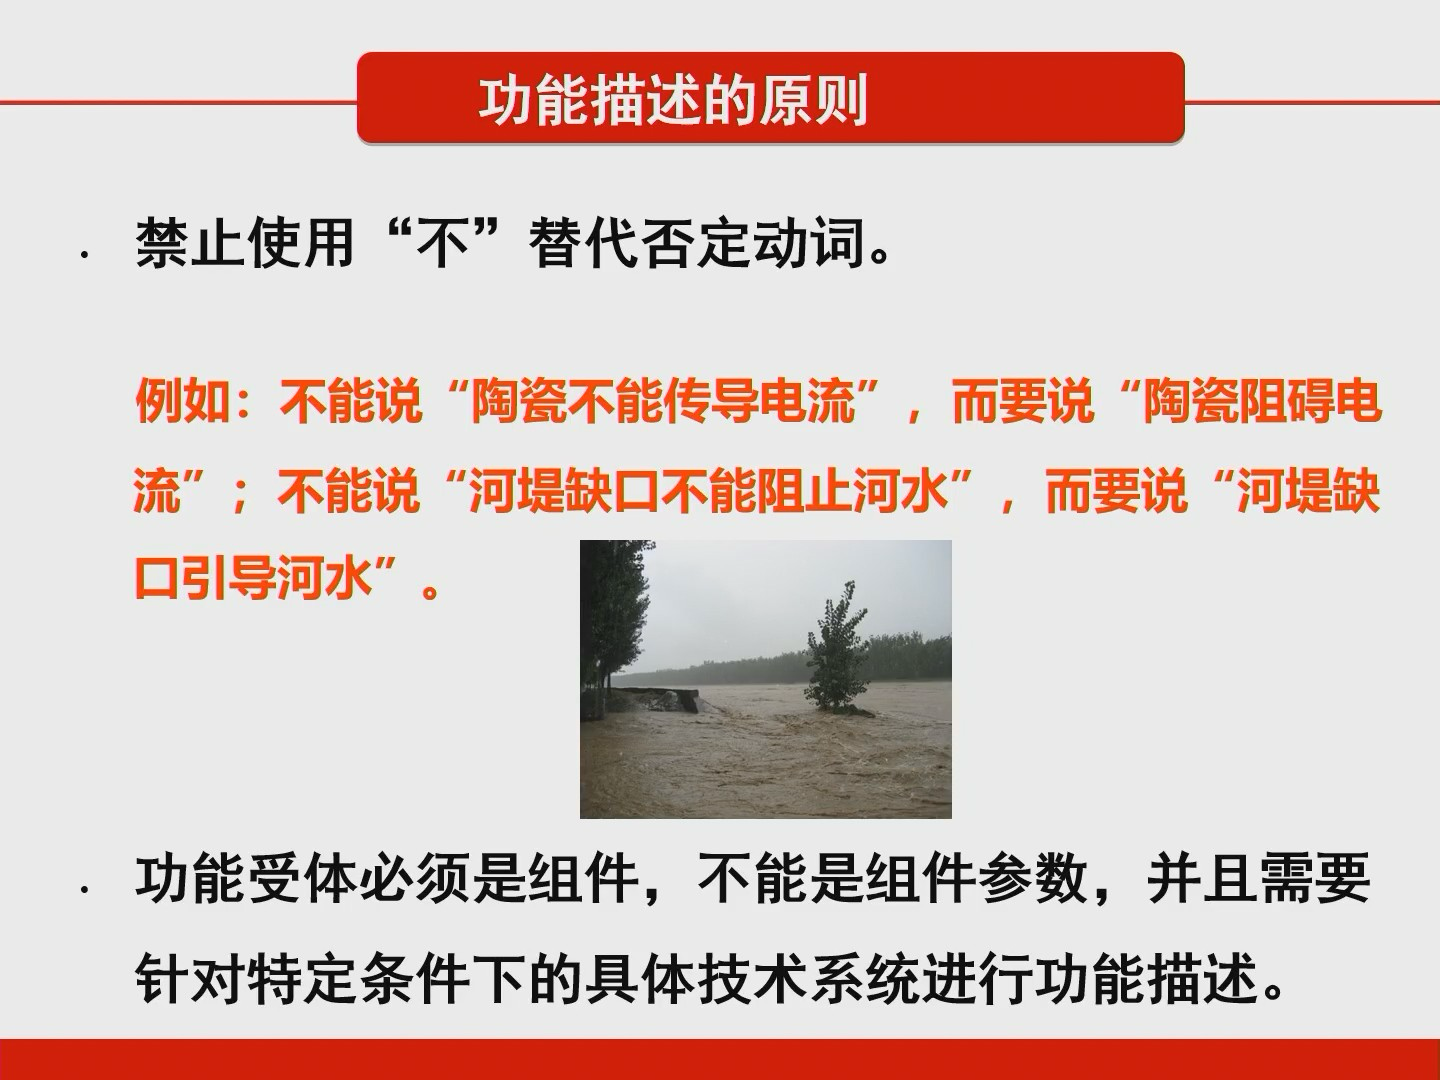 功能描述的原则
· 禁止使用“不”替代否定动词。
例如：不能说“陶瓷不能传导电流”，而要说“陶瓷阻碍电
流”；不能说“河堤缺口不能阻止河水”，而要说“河堤缺
口引导河水”。
· 功能受体必须是组件，不能是组件参数，并且需要
针对特定条件下的具体技术系统进行功能描述。